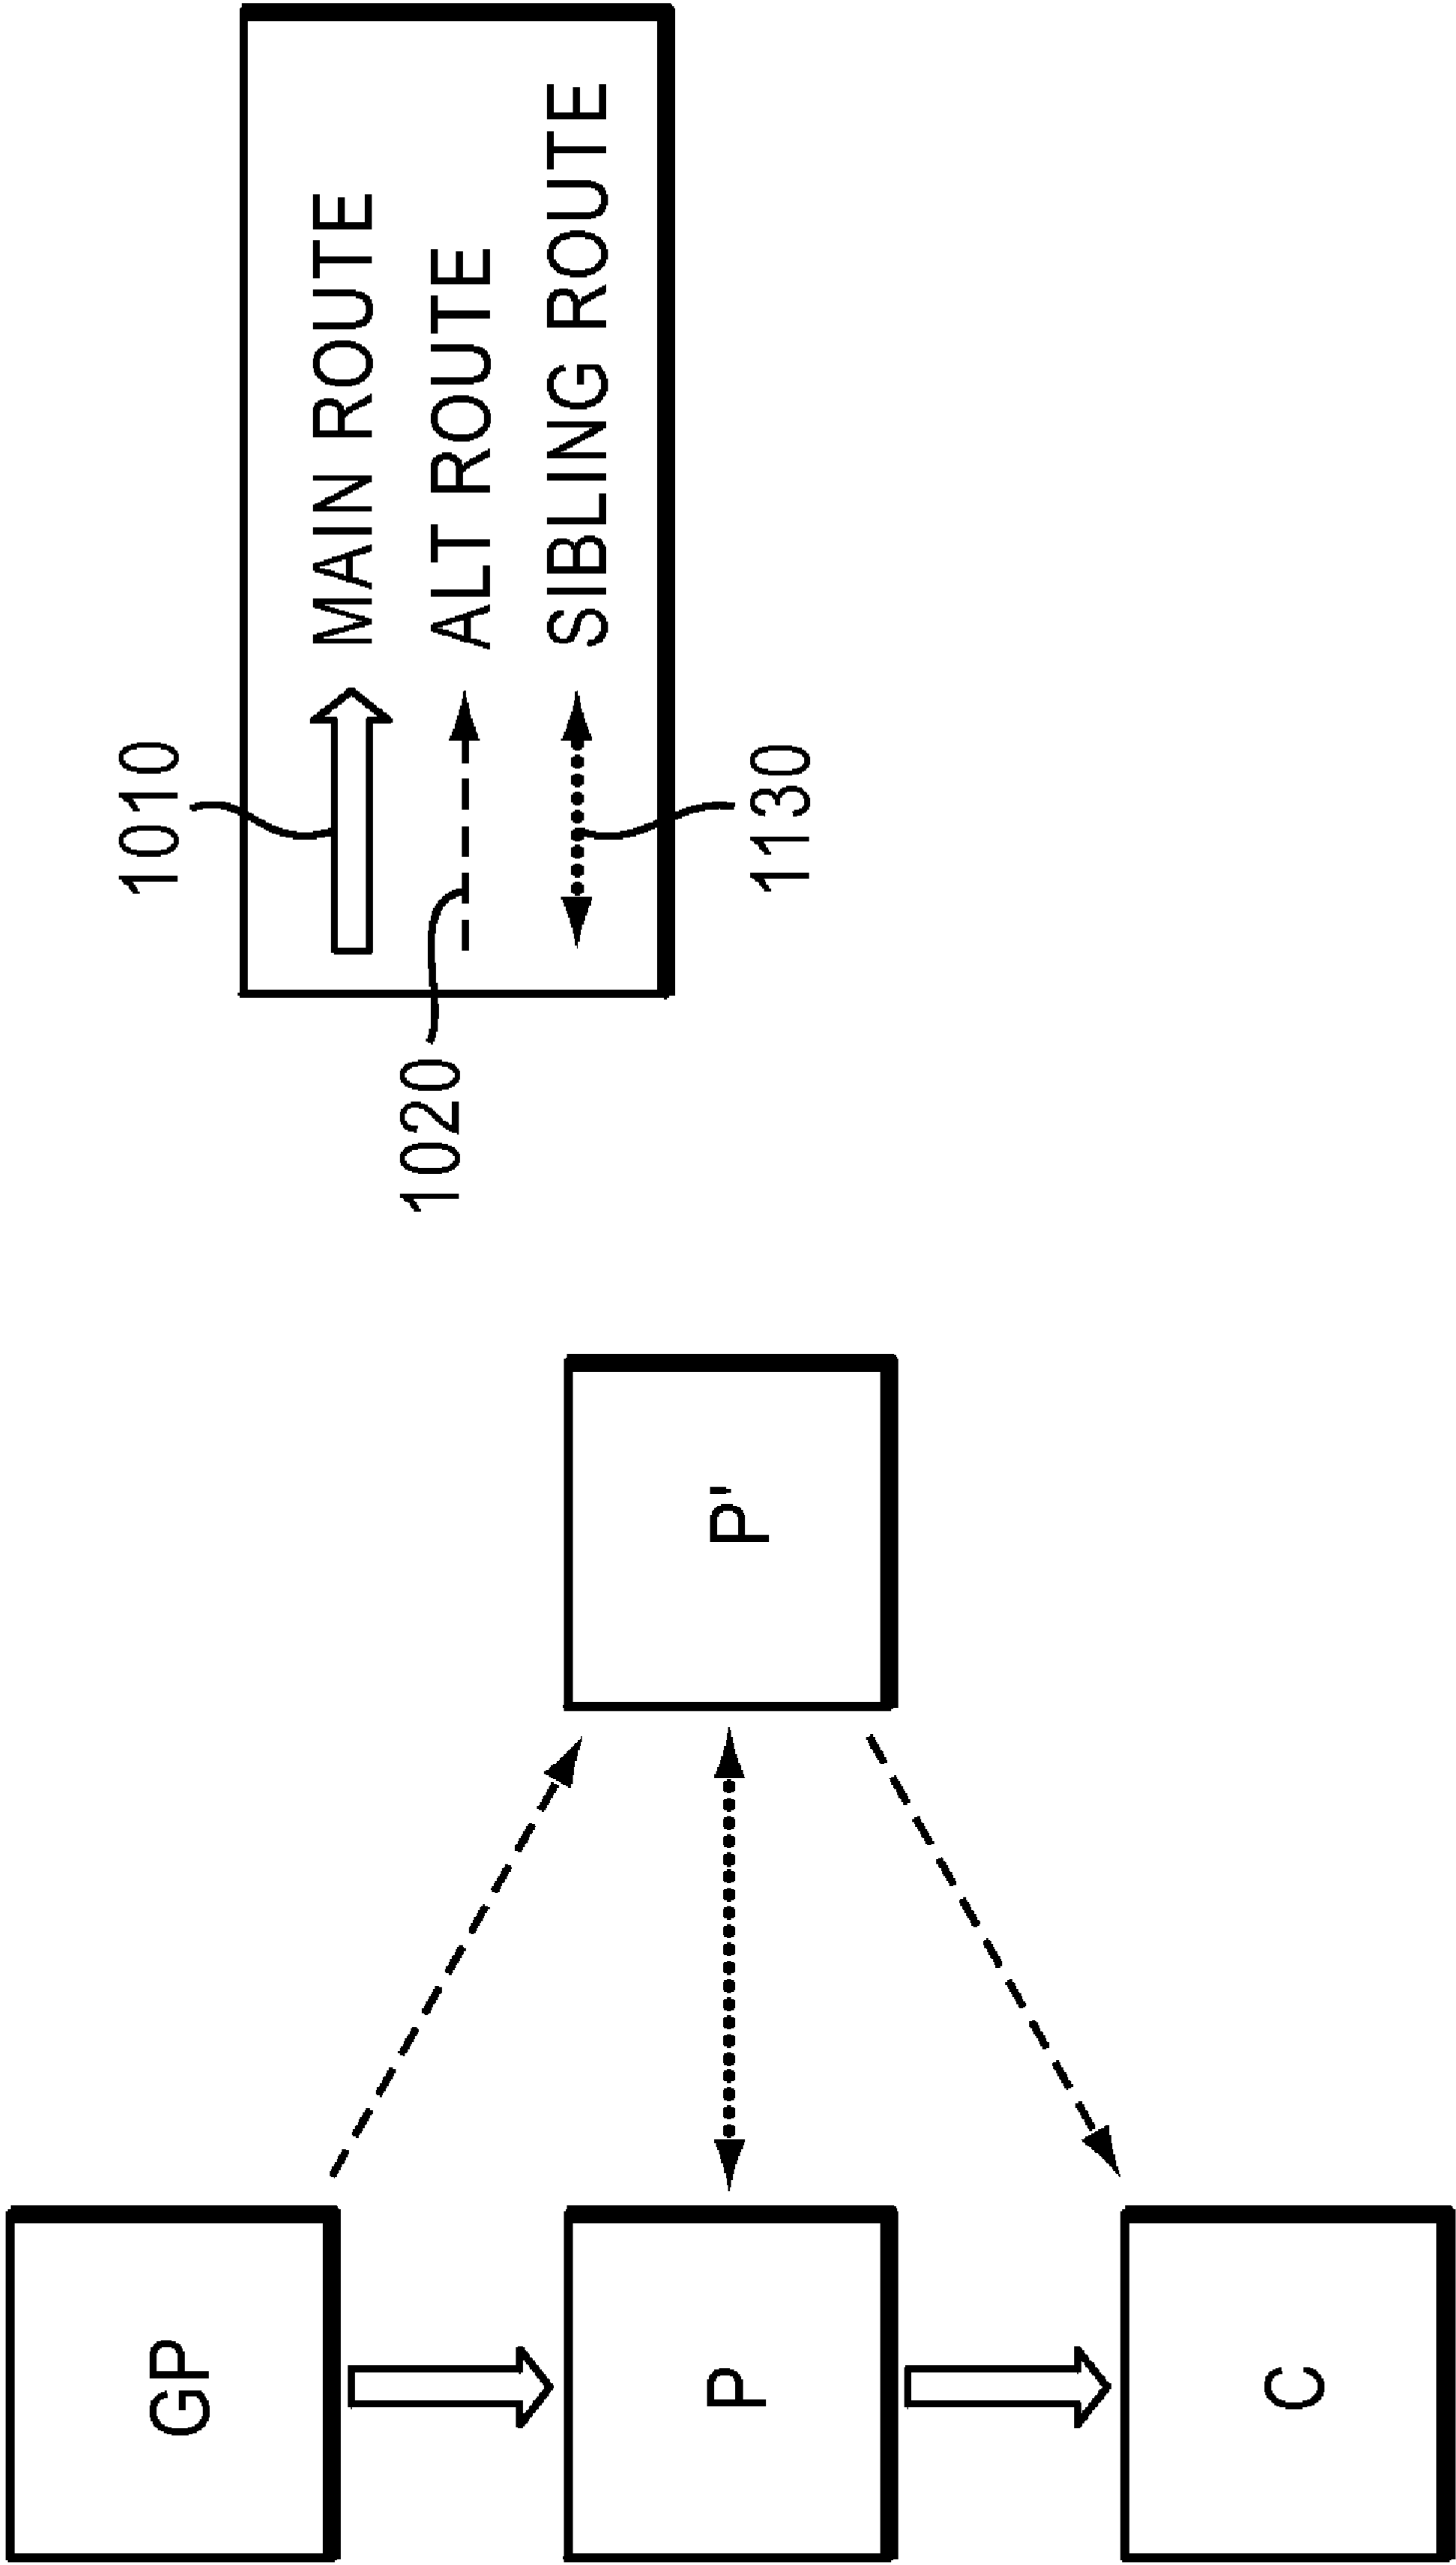 GP
P
C
P'
1010
1020
1130
MAIN ROUTE
ALT ROUTE
SIBLING ROUTE